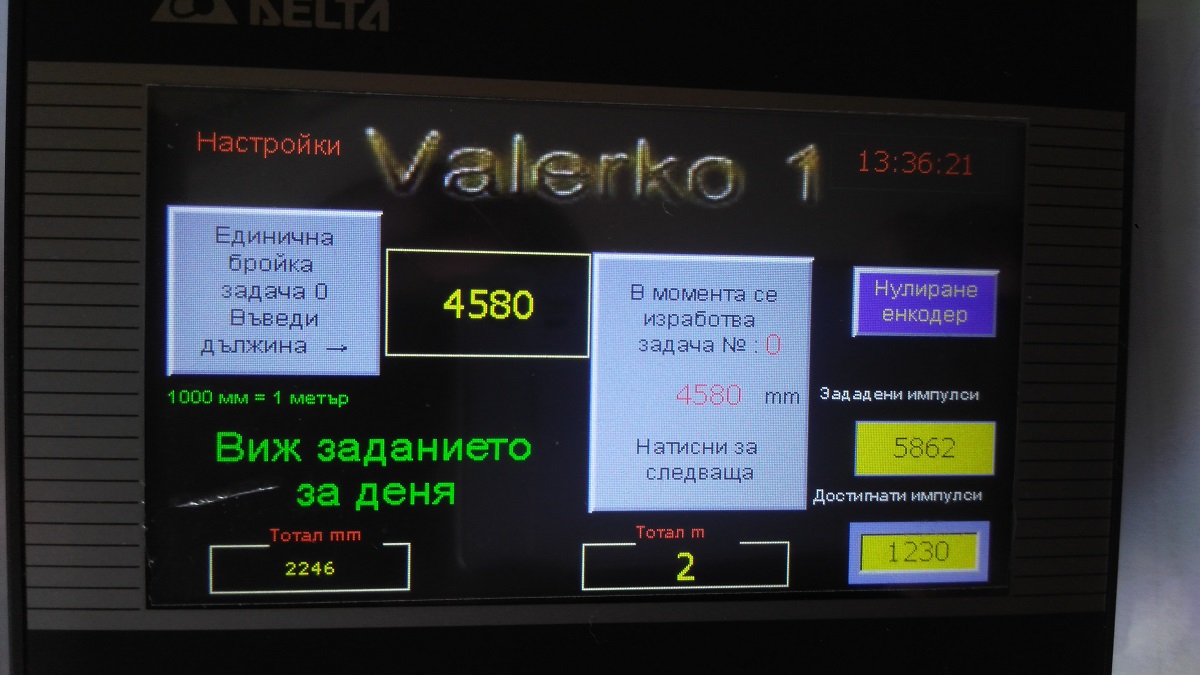 DELTA
Настройки
Valerko 1
13:36:21
Единична
бройка
задача 0
Въведи
дължина →
4580
В момента се
изработва
задача № : 0
4580 mm
Натисни за
следваща
Нулиране
енкодер
1000 мм = 1 метър
Зададени импулси
5862
Виж заданието
за деня
Достигнати импулси
1230
Тотал mm
2246
Тотал m
2